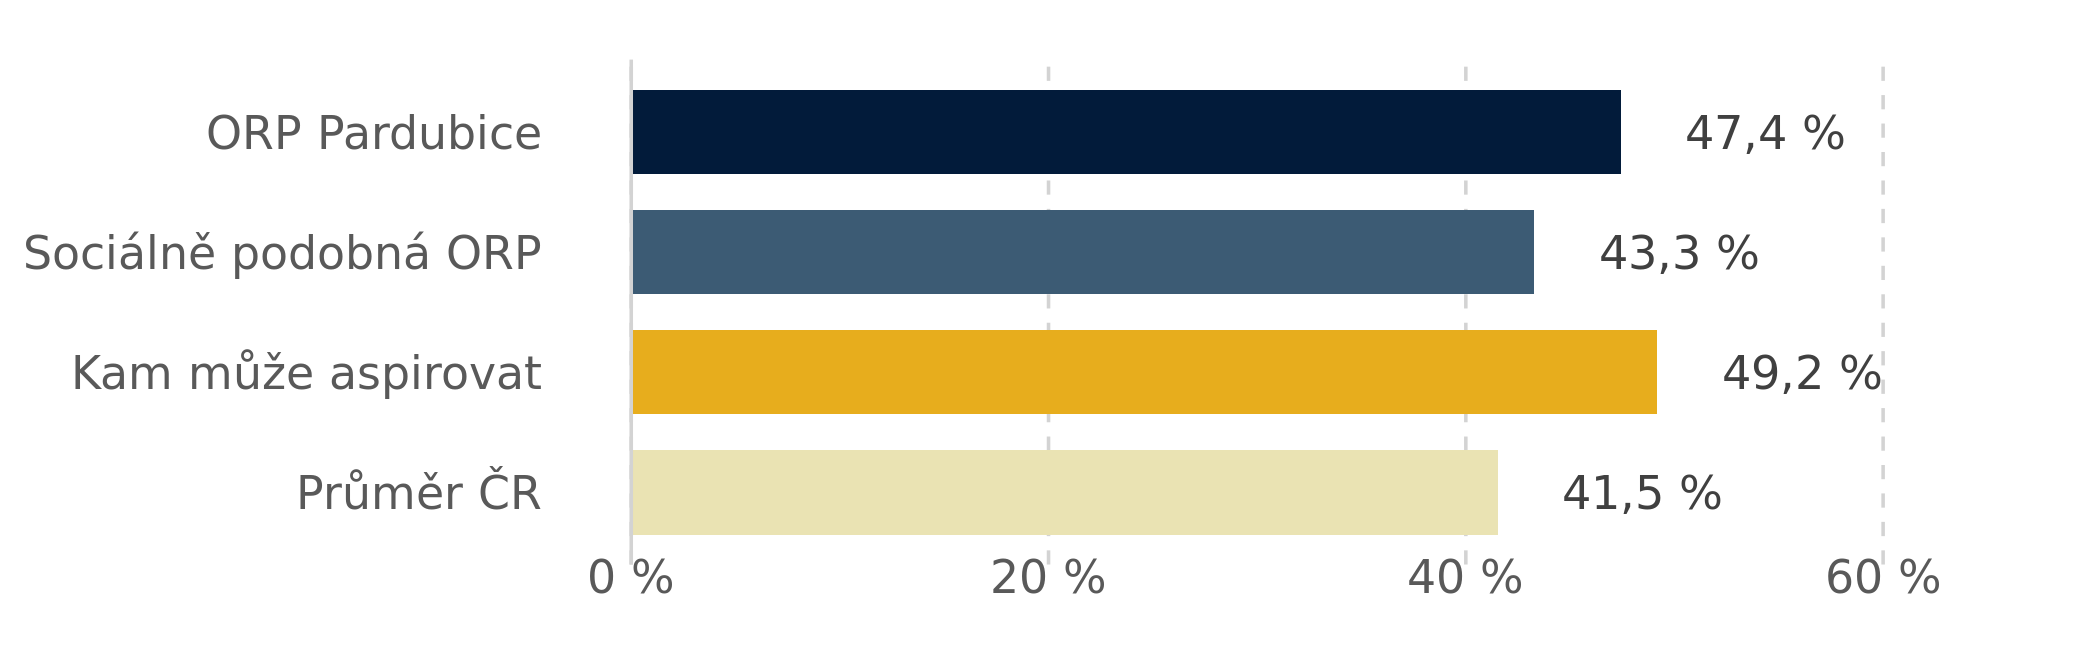 ORP Pardubice 47,4 %
Sociálně podobná ORP 43,3 %
Kam může aspirovat 49,2 %
Průměr ČR 41,5 %
0 % 20 % 40 % 60 %